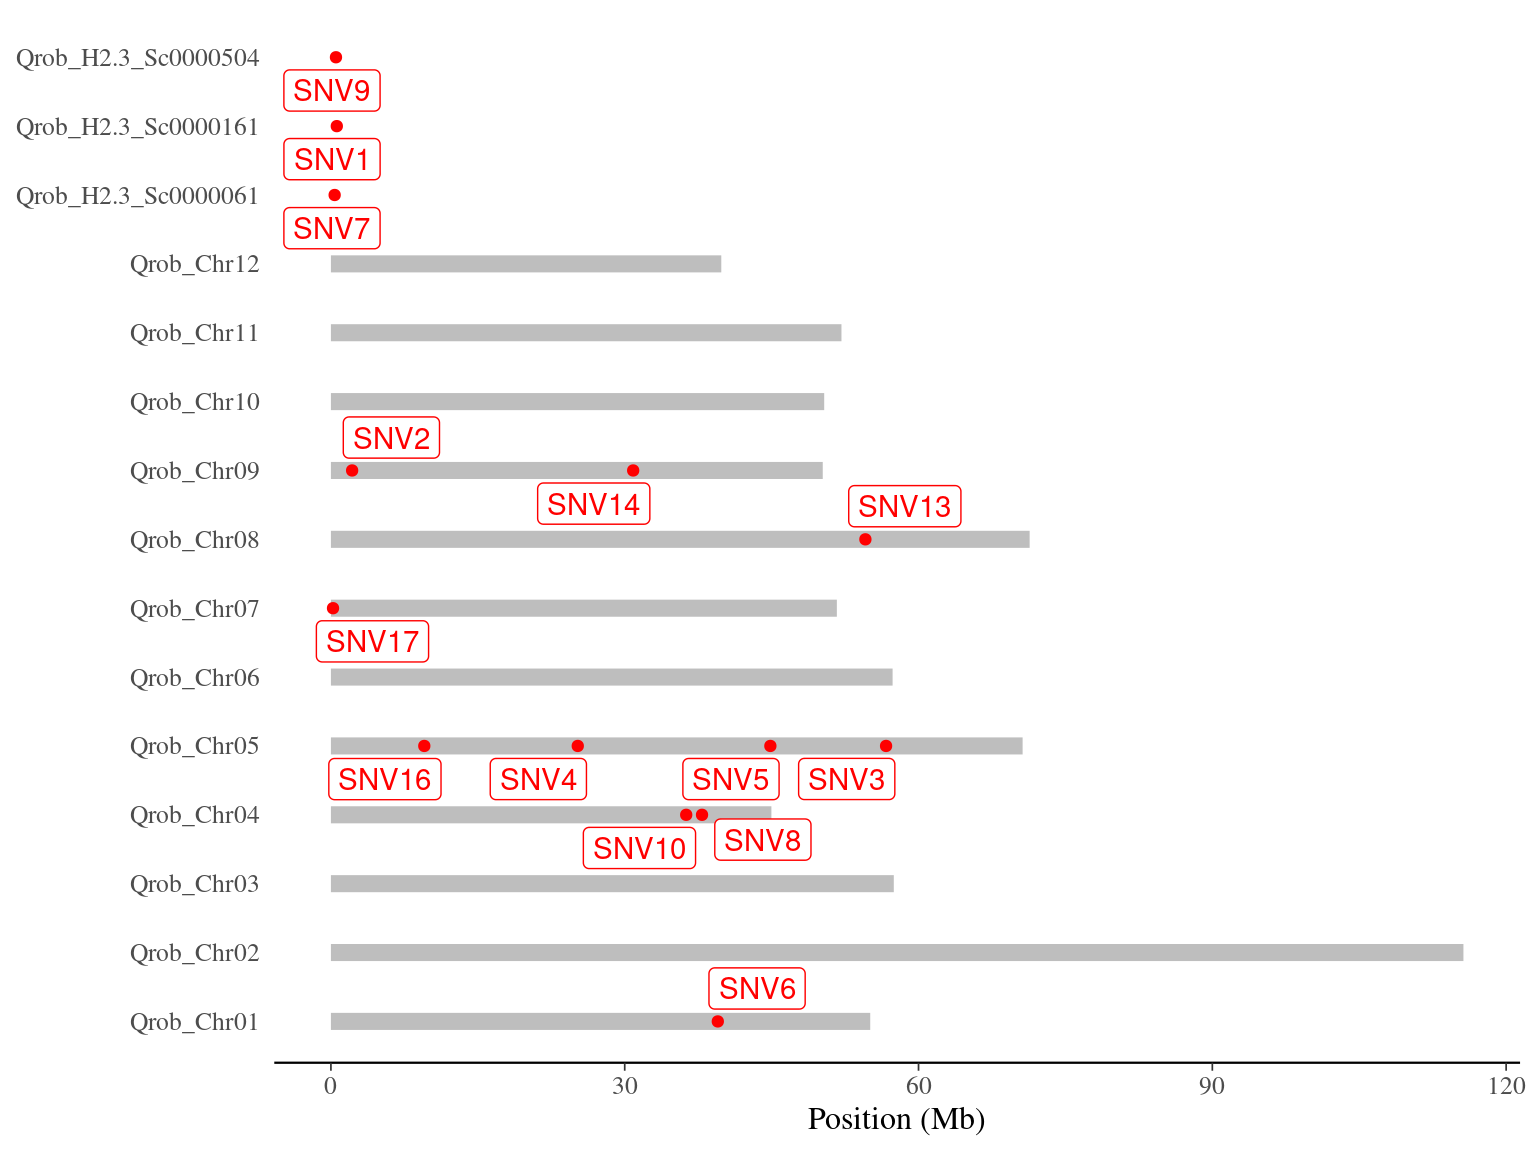 Qrob_H2.3_Sc0000504
SNV9
Qrob_H2.3_Sc0000161
SNV1
Qrob_H2.3_Sc0000061
SNV7
Qrob_Chr12
Qrob_Chr11
Qrob_Chr10
SNV2
Qrob_Chr09
SNV14
SNV13
Qrob_Chr08
Qrob_Chr07
SNV17
Qrob_Chr06
Qrob_Chr05
SNV16 SNV4 SNV5 SNV3
Qrob_Chr04
SNV10 SNV8
Qrob_Chr03
Qrob_Chr02
SNV6
Qrob_Chr01
0 30 60 90 120
Position (Mb)